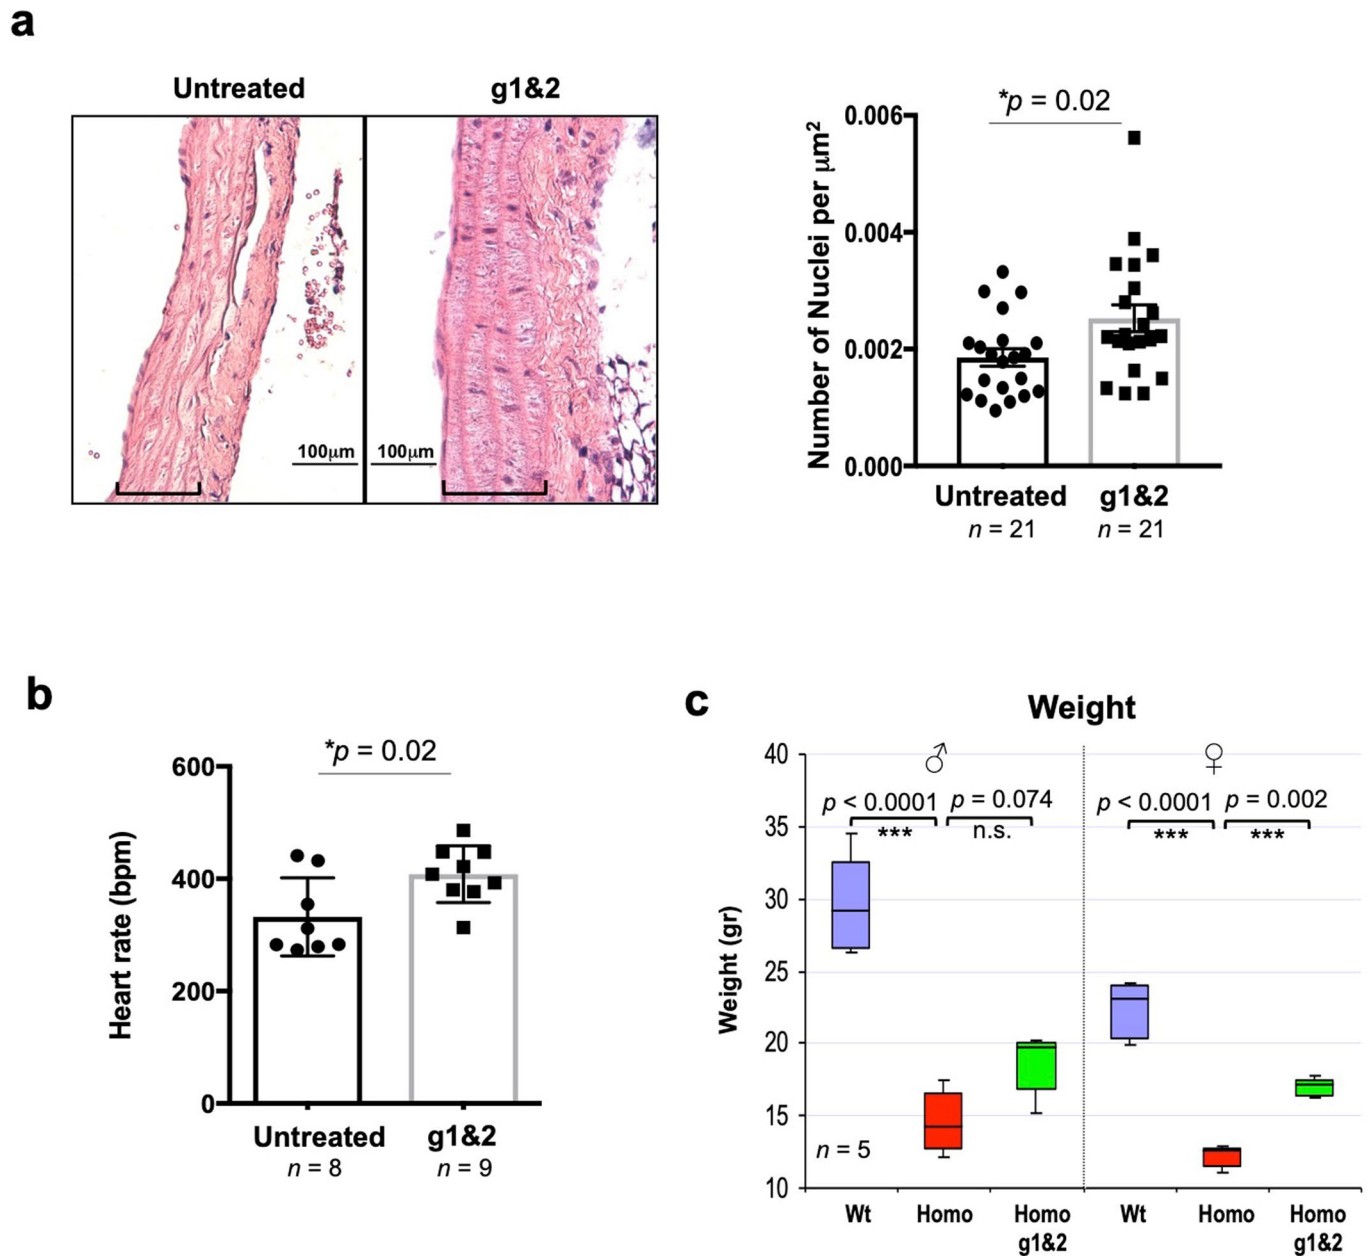 a
Untreated
g1&2
100μm
100μm
*p = 0.02
Number of Nuclei per μm²
0.006
0.004
0.002
0.000
Untreated
g1&2
n = 21
n = 21
b
*p = 0.02
Heart rate (bpm)
600
400
200
0
Untreated
g1&2
n = 8
n = 9
c
Weight
♂
♀
p < 0.0001
p = 0.074
p < 0.0001
p = 0.002
***
n.s.
***
***
Weight (gr)
40
35
30
25
20
15
10
n = 5
Wt
Homo
Homo
g1&2
Wt
Homo
Homo
g1&2